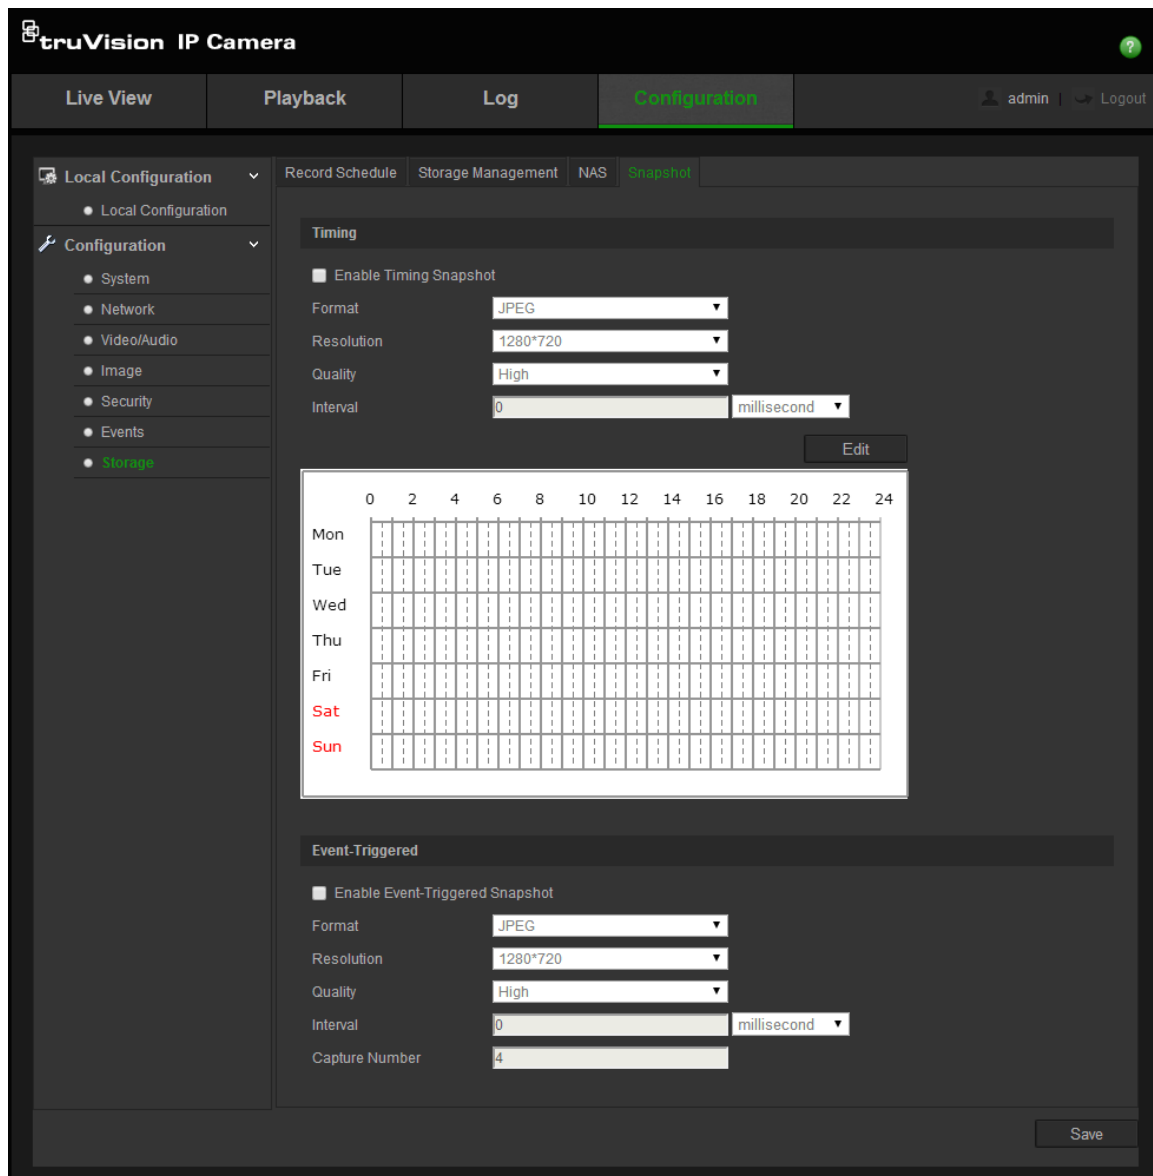 truVision IP Camera
?
Live View Playback Log Configuration admin | Logout
Local Configuration
Local Configuration
Configuration
System
Network
Video/Audio
Image
Security
Events
Storage
Record Schedule Storage Management NAS Snapshot
Timing
Enable Timing Snapshot
Format JPEG
Resolution 1280*720
Quality High
Interval 0 millisecond
Edit
0 2 4 6 8 10 12 14 16 18 20 22 24
Mon
Tue
Wed
Thu
Fri
Sat
Sun
Event-Triggered
Enable Event-Triggered Snapshot
Format JPEG
Resolution 1280*720
Quality High
Interval 0 millisecond
Capture Number 4
Save